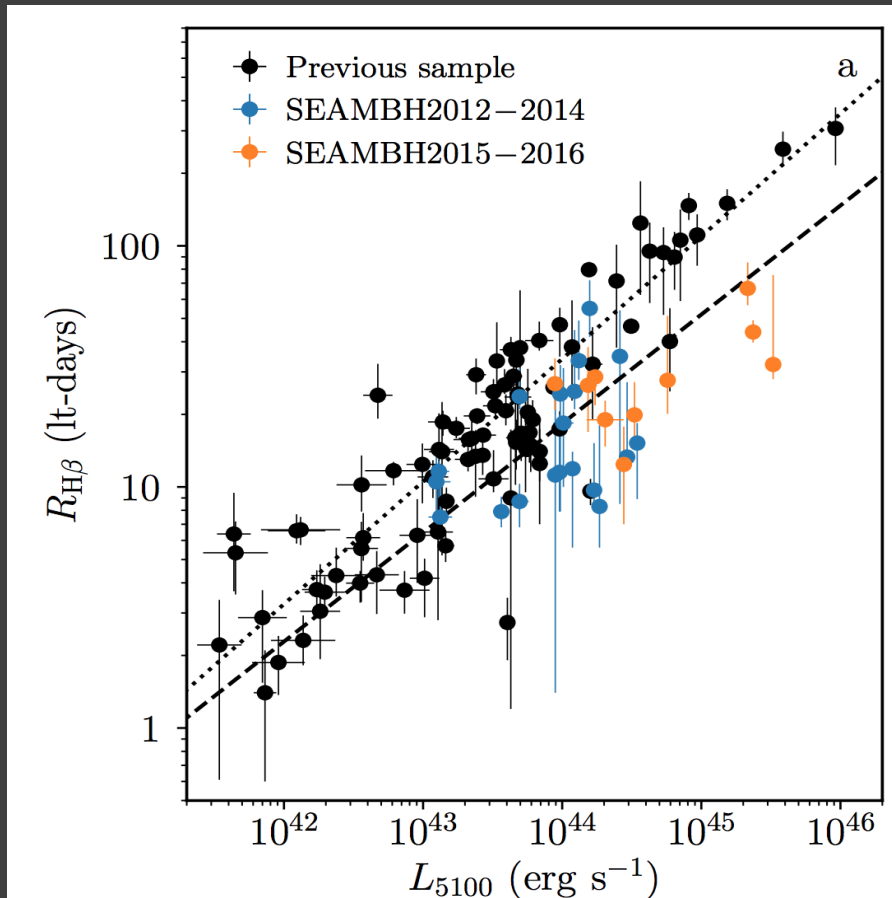 a
Previous sample
SEAMBH2012−2014
SEAMBH2015−2016
100
10
1
R_Hβ (lt-days)
10^42 10^43 10^44 10^45 10^46
L_5100 (erg s^−1)